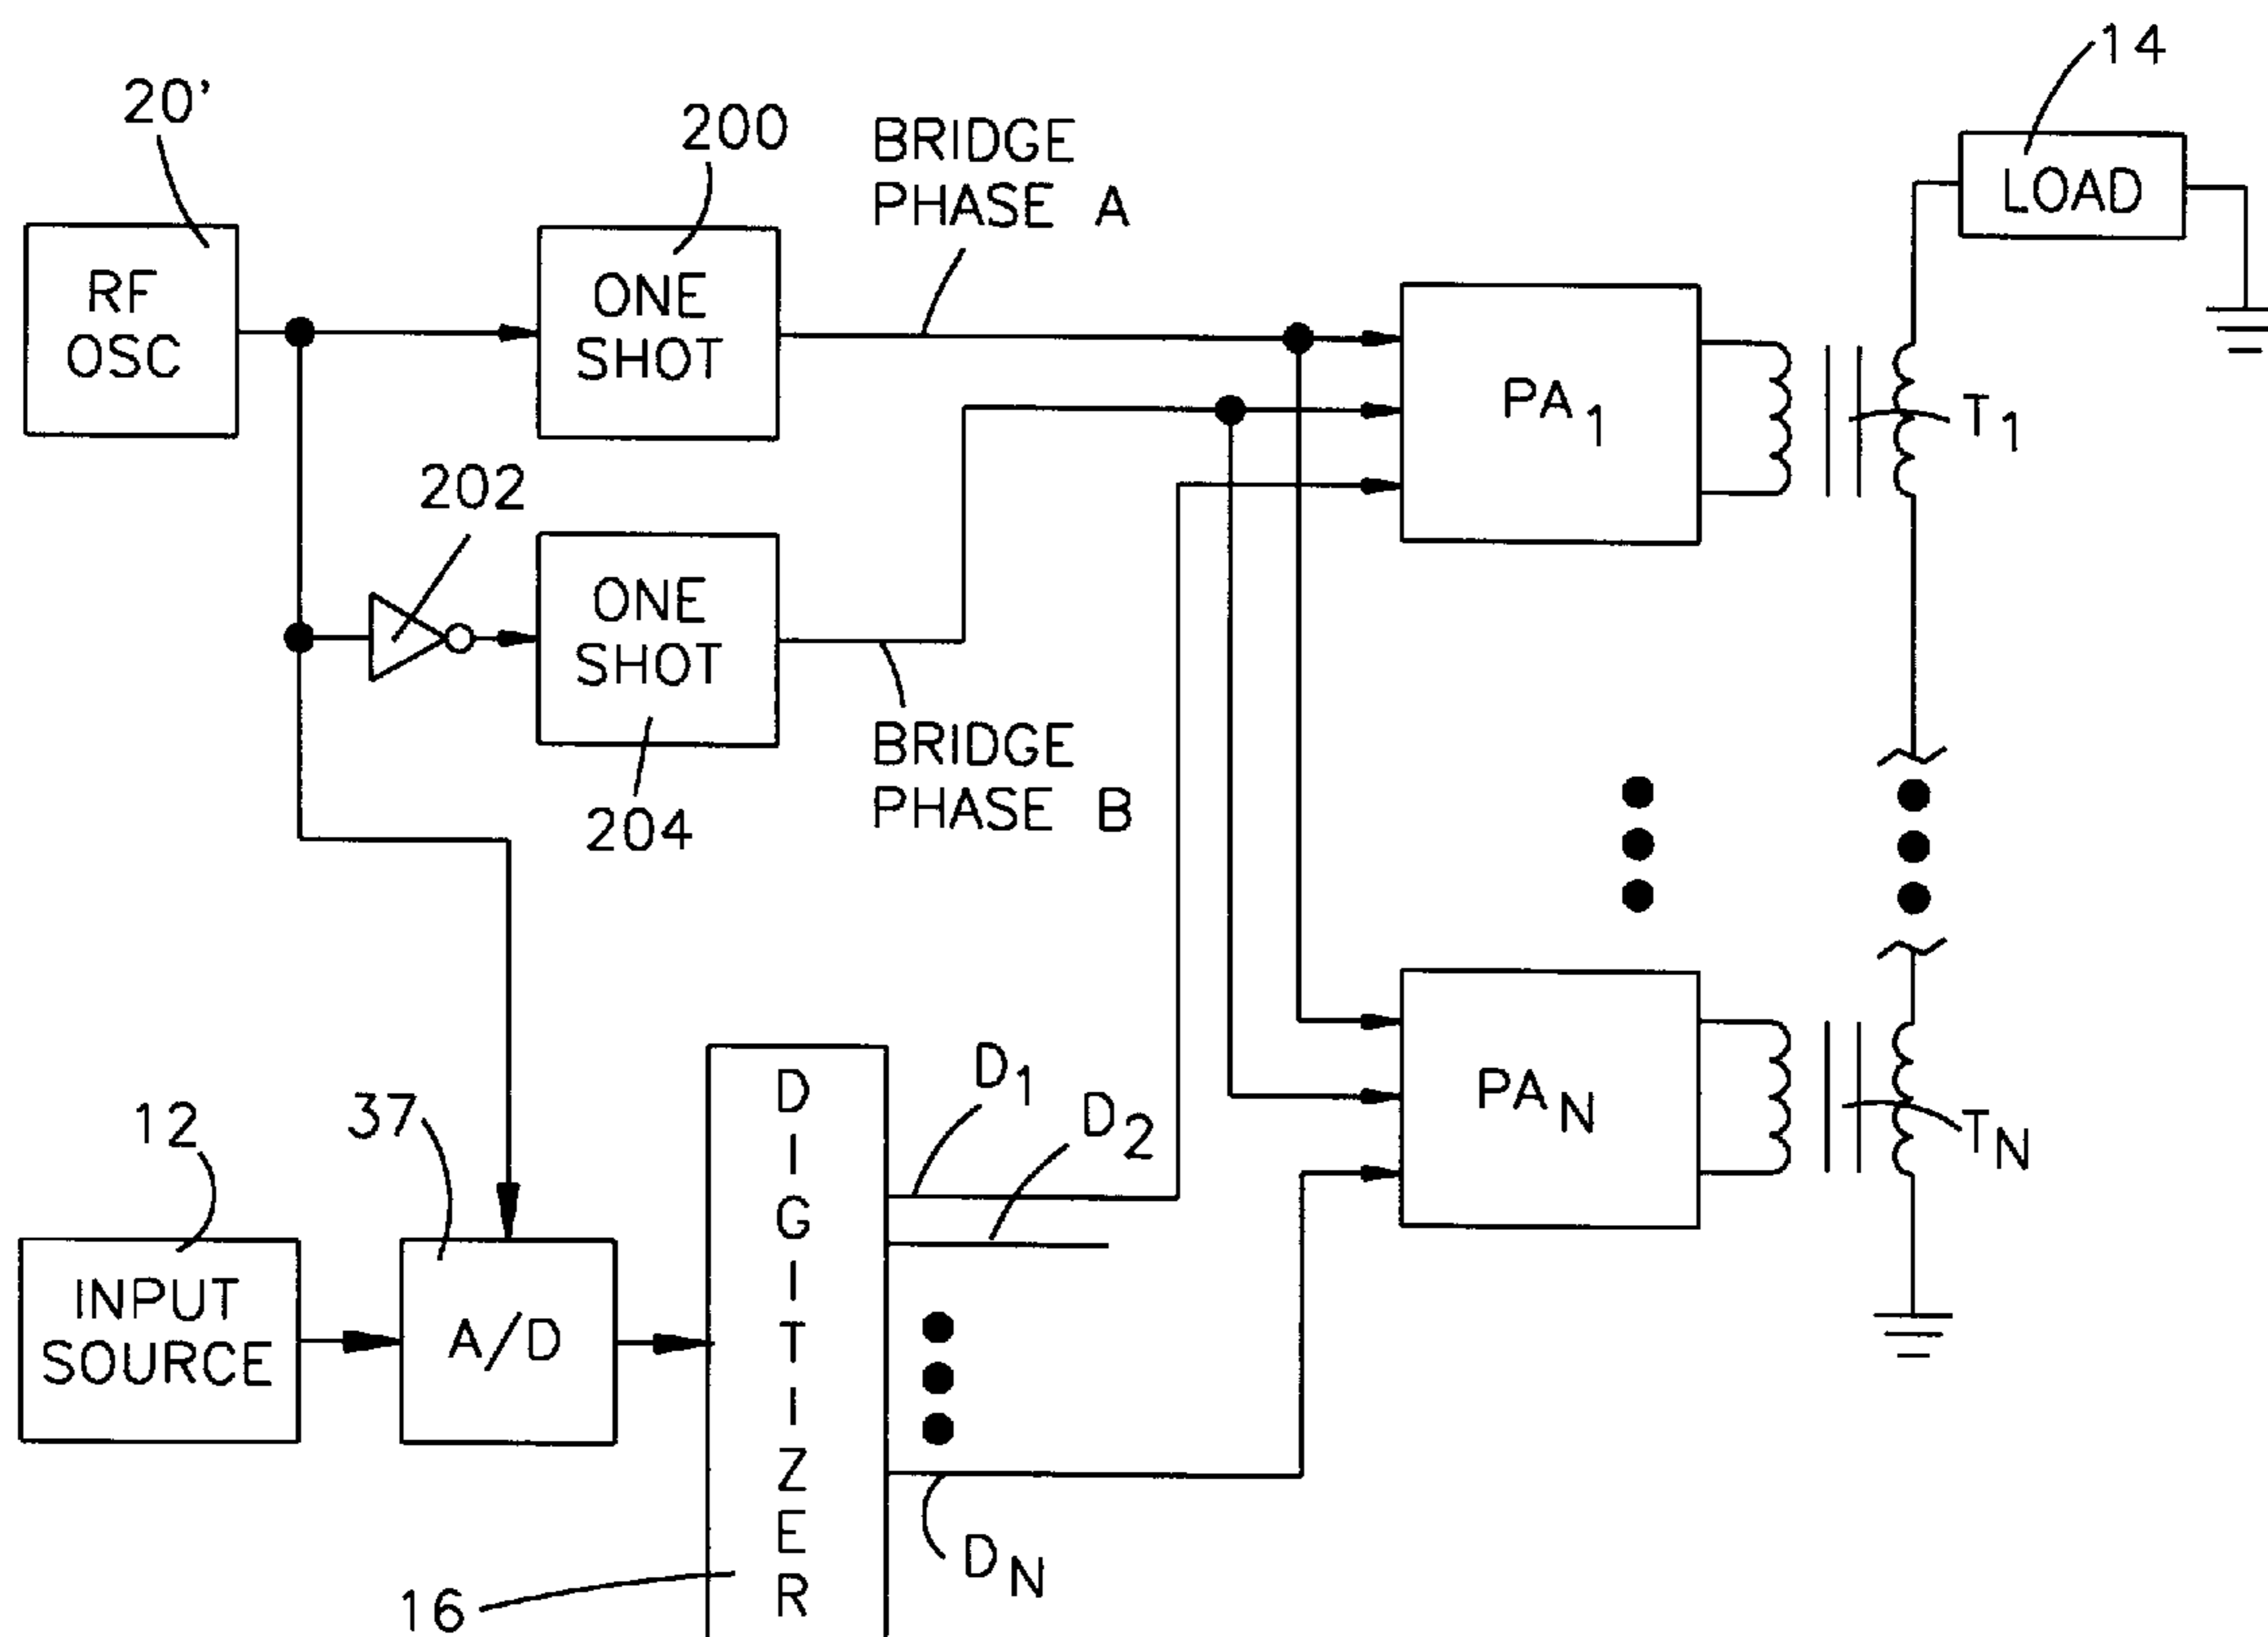 20'
200
BRIDGE
PHASE A
14
RF
OSC
ONE
SHOT
LOAD
PA1
T1
202
ONE
SHOT
204
BRIDGE
PHASE B
12
37
DIGITIZER
D1
D2
PAN
TN
INPUT
SOURCE
A/D
DN
16